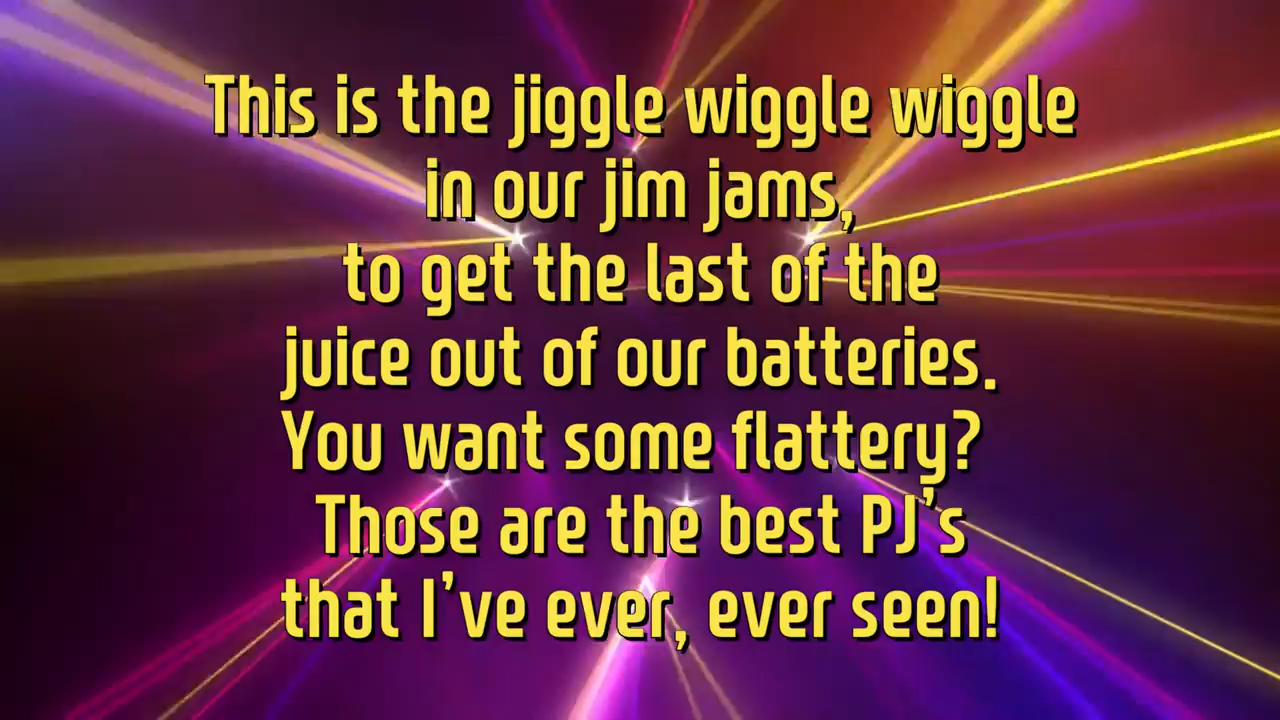 This is the jiggle wiggle wiggle
in our jim jams,
to get the last of the
juice out of our batteries.
You want some flattery?
Those are the best PJ's
that I've ever, ever seen!